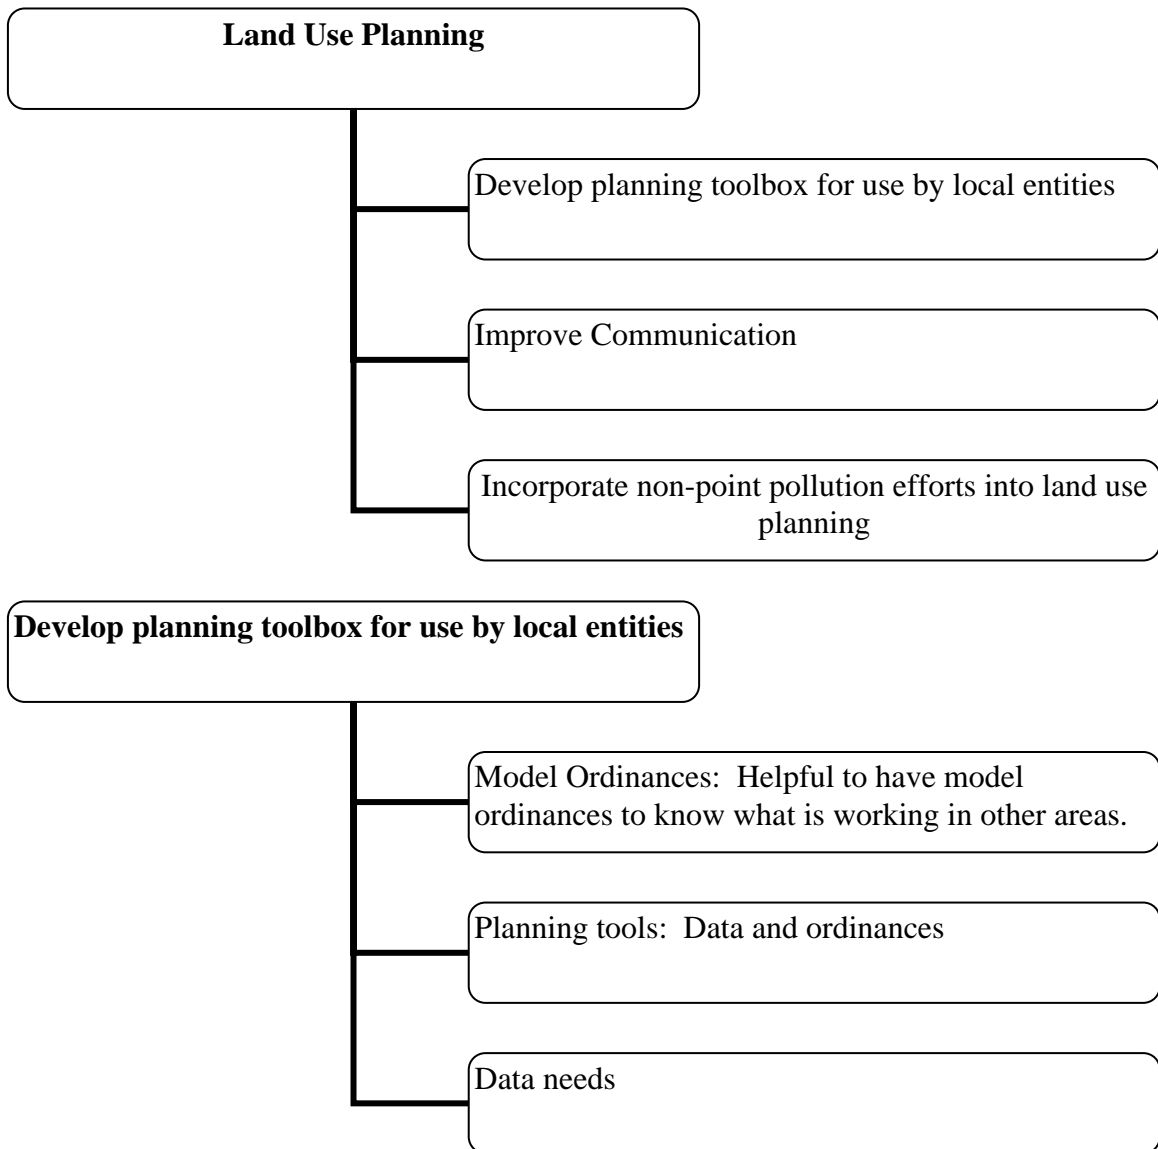 Land Use Planning
Develop planning toolbox for use by local entities
Improve Communication
Incorporate non-point pollution efforts into land use
planning
Develop planning toolbox for use by local entities
Model Ordinances:  Helpful to have model
ordinances to know what is working in other areas.
Planning tools:  Data and ordinances
Data needs